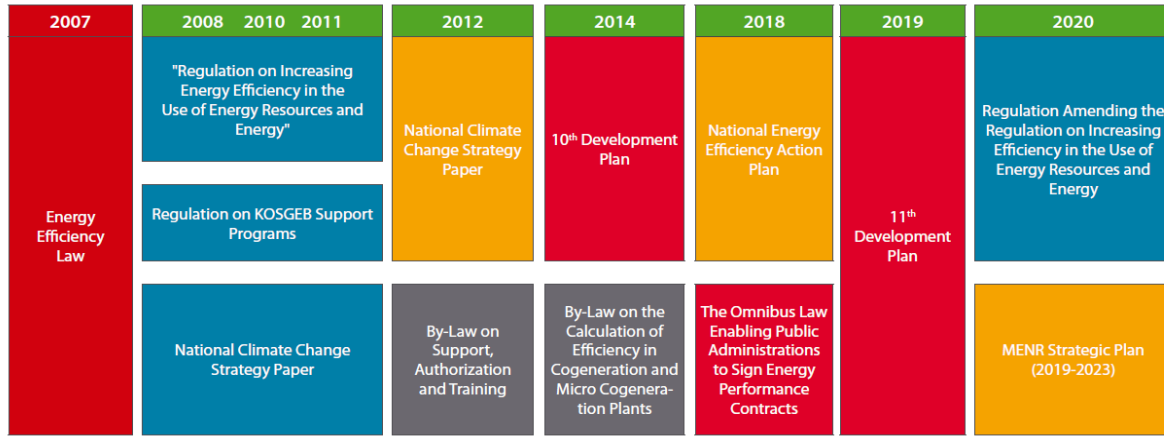 2007
Energy
Efficiency
Law
2008 2010 2011
"Regulation on Increasing
Energy Efficiency in the
Use of Energy Resources and
Energy"
Regulation on KOSGEB Support
Programs
National Climate Change
Strategy Paper
2012
National Climate
Change Strategy
Paper
By-Law on
Support,
Authorization
and Training
2014
10th Development
Plan
By-Law on the
Calculation of
Efficiency in
Cogeneration and
Micro Cogenera-
tion Plants
2018
National Energy
Efficiency Action
Plan
The Omnibus Law
Enabling Public
Administrations
to Sign Energy
Performance
Contracts
2019
11th
Development
Plan
2020
Regulation Amending the
Regulation on Increasing
Efficiency in the Use of
Energy Resources and
Energy
MENR Strategic Plan
(2019-2023)